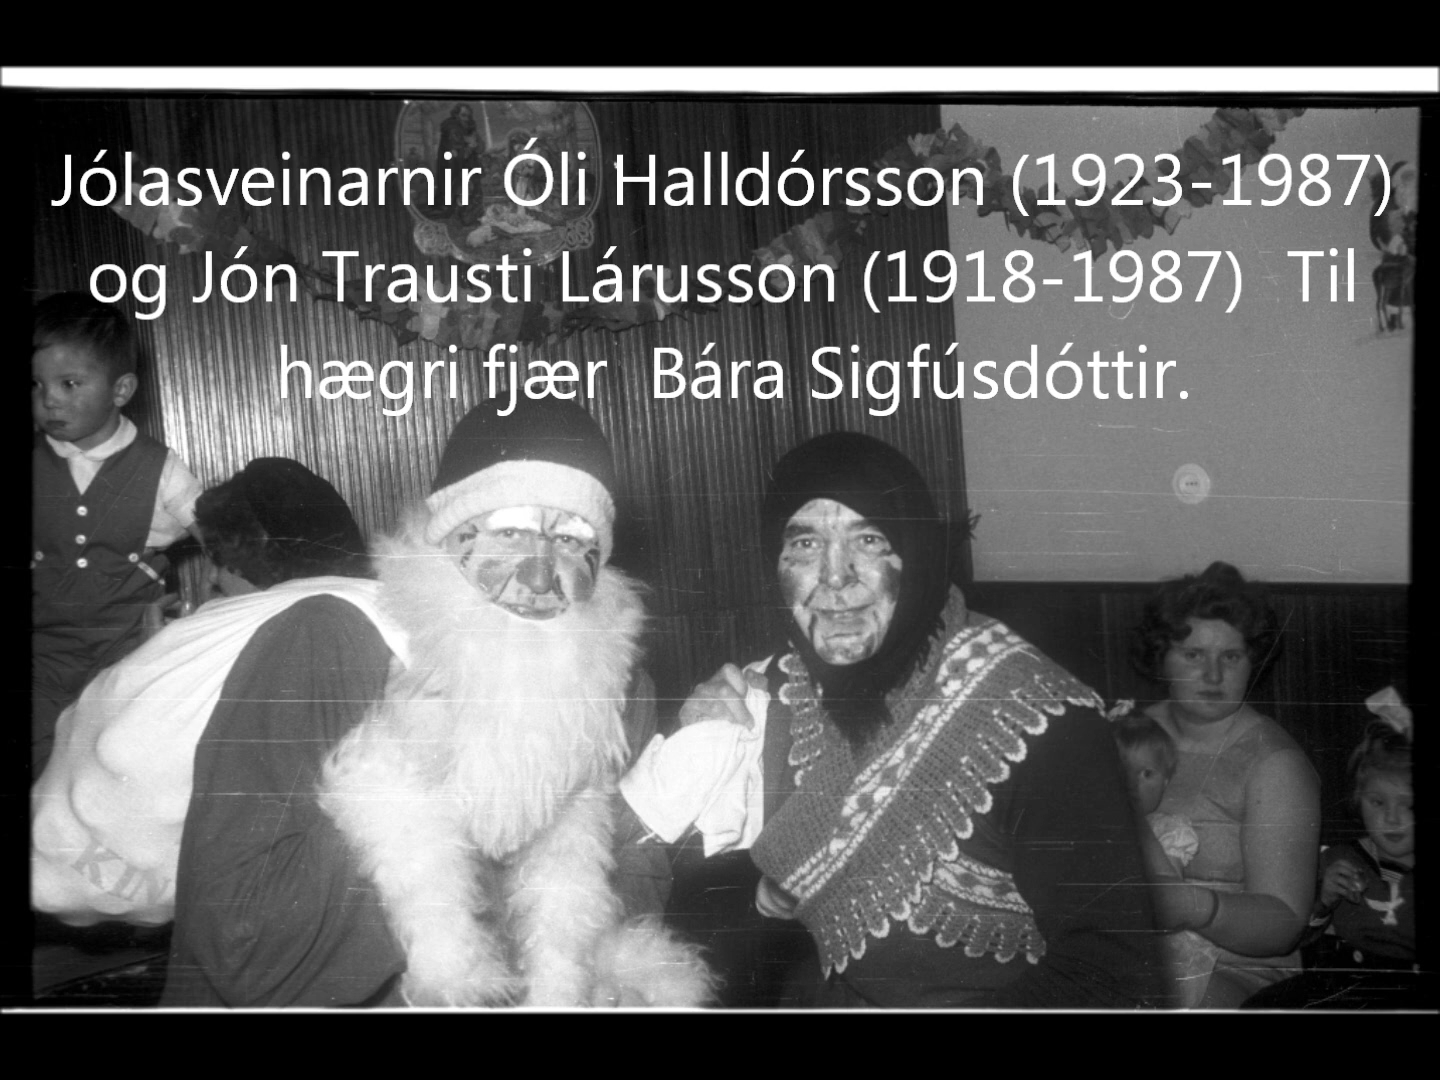 Jólasveinarnir Óli Halldórsson (1923-1987)
og Jón Trausti Lárusson (1918-1987) Til
hægri fjær Bára Sigfúsdóttir.